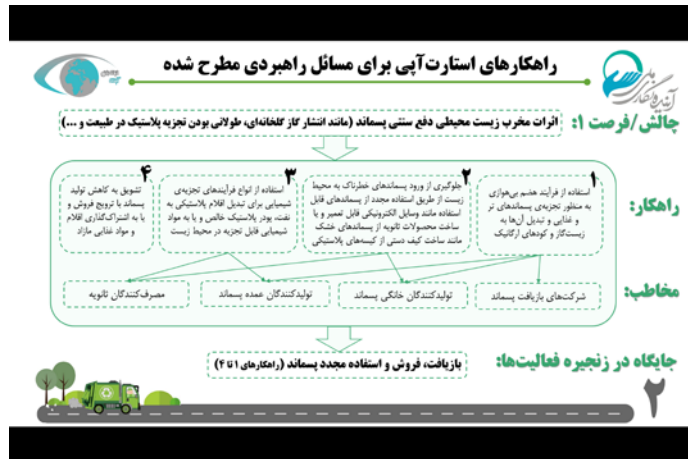 راهکارهای استارت‌آپی برای مسائل راهبردی مطرح شده
چالش/فرصت ۱:
اثرات مخرب زیست محیطی دفع سنتی پسماند (مانند انتشار گاز گلخانه‌ای، طولانی بودن تجزیه پلاستیک در طبیعت و ...)
راهکار:
۱
استفاده از فرآیند هضم بی‌هوازی
به منظور تجزیه‌ی پسماندهای تر
و غذایی و تبدیل آن‌ها به
زیست‌گاز و کودهای ارگانیک
۲
جلوگیری از ورود پسماندهای خطرناک به محیط
زیست از طریق استفاده مجدد از پسماندهای قابل
استفاده مانند وسایل الکترونیکی قابل تعمیر و یا
ساخت محصولات ثانویه از پسماندهای خشک
مانند ساخت کیف دستی از کیسه‌های پلاستیکی
۳
استفاده از انواع فرآیندهای تجزیه‌ی
شیمیایی برای تبدیل اقلام پلاستیکی به
نفت، پودر پلاستیک خالص و یا به مواد
شیمیایی قابل تجزیه در محیط زیست
۴
تشویق به کاهش تولید
پسماند با ترویج فروش و
یا به اشتراک‌گذاری اقلام
و مواد غذایی مازاد
مخاطب:
شرکت‌های بازیافت پسماند
تولیدکنندگان خانگی پسماند
تولیدکنندگان عمده پسماند
مصرف‌کنندگان ثانویه
جایگاه در زنجیره فعالیت‌ها:
بازیافت، فروش و استفاده مجدد پسماند (راهکارهای ۱ تا ۴)
۲